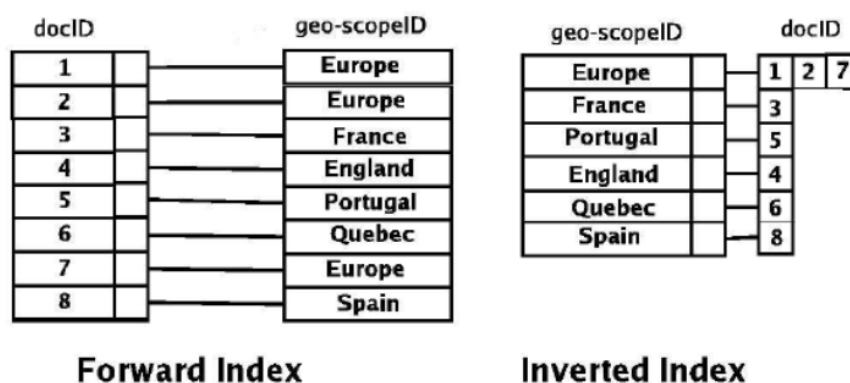 docID geo-scopeID
1 Europe
2 Europe
3 France
4 England
5 Portugal
6 Quebec
7 Europe
8 Spain
Forward Index
geo-scopeID docID
Europe 1 2 7
France 3
Portugal 5
England 4
Quebec 6
Spain 8
Inverted Index